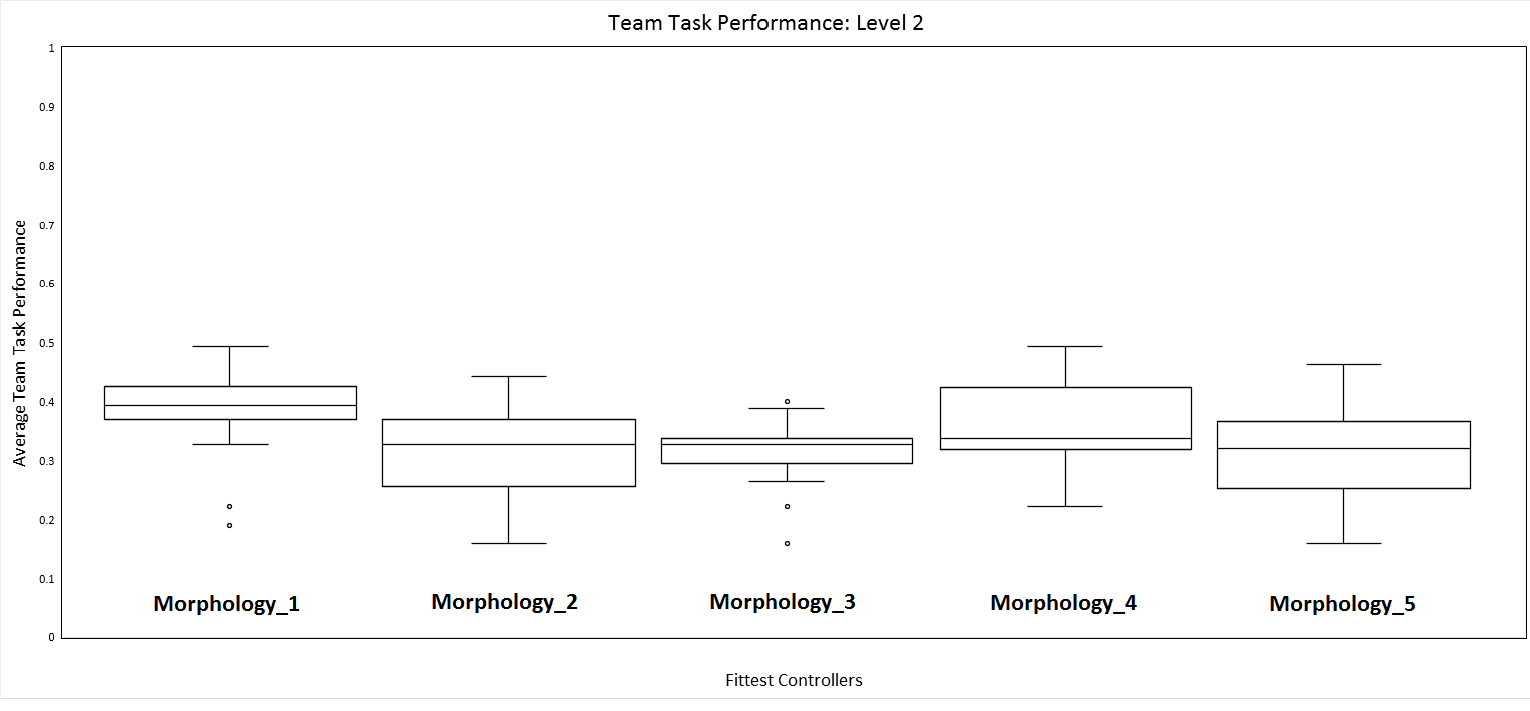 Team Task Performance: Level 2
Average Team Task Performance
1
0.9
0.8
0.7
0.6
0.5
0.4
0.3
0.2
0.1
0
Morphology_1
Morphology_2
Morphology_3
Morphology_4
Morphology_5
Fittest Controllers